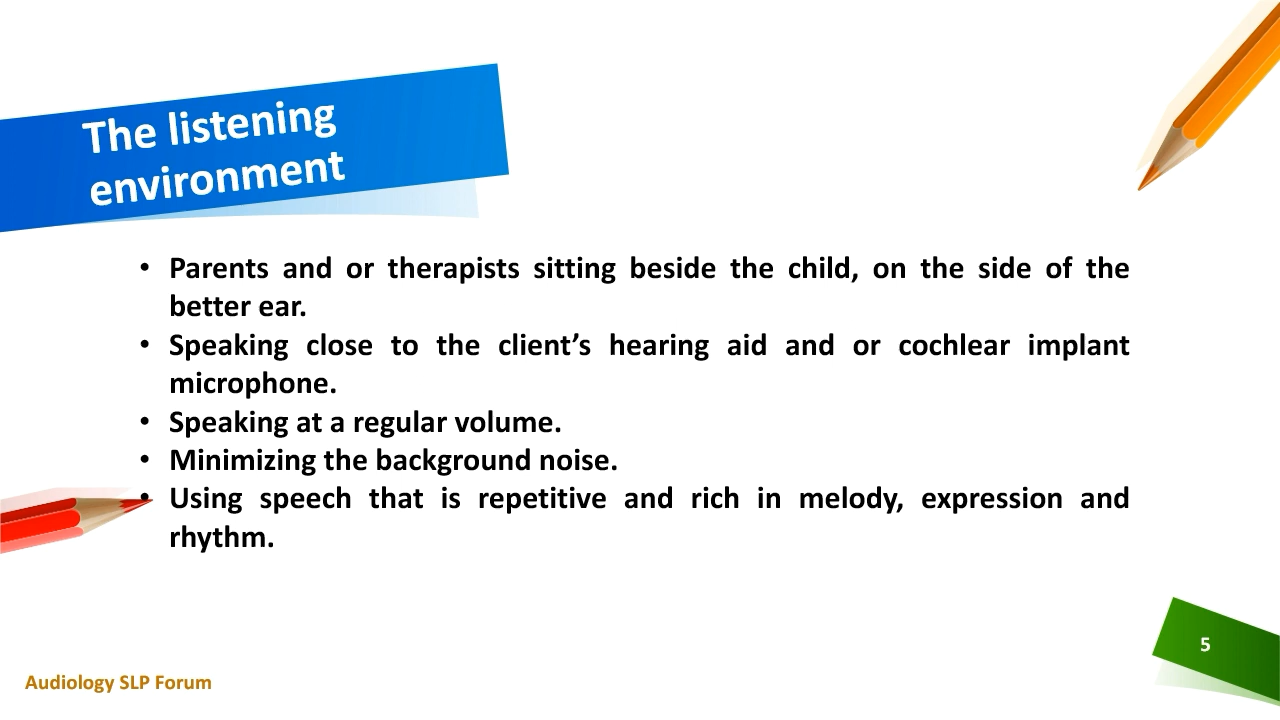 The listening
environment
• Parents and or therapists sitting beside the child, on the side of the
better ear.
• Speaking close to the client’s hearing aid and or cochlear implant
microphone.
• Speaking at a regular volume.
• Minimizing the background noise.
• Using speech that is repetitive and rich in melody, expression and
rhythm.
5
Audiology SLP Forum